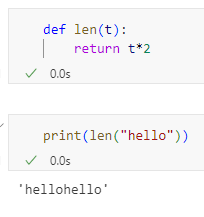 def len(t):
    return t*2
0.0s
print(len("hello"))
0.0s
'hellohello'